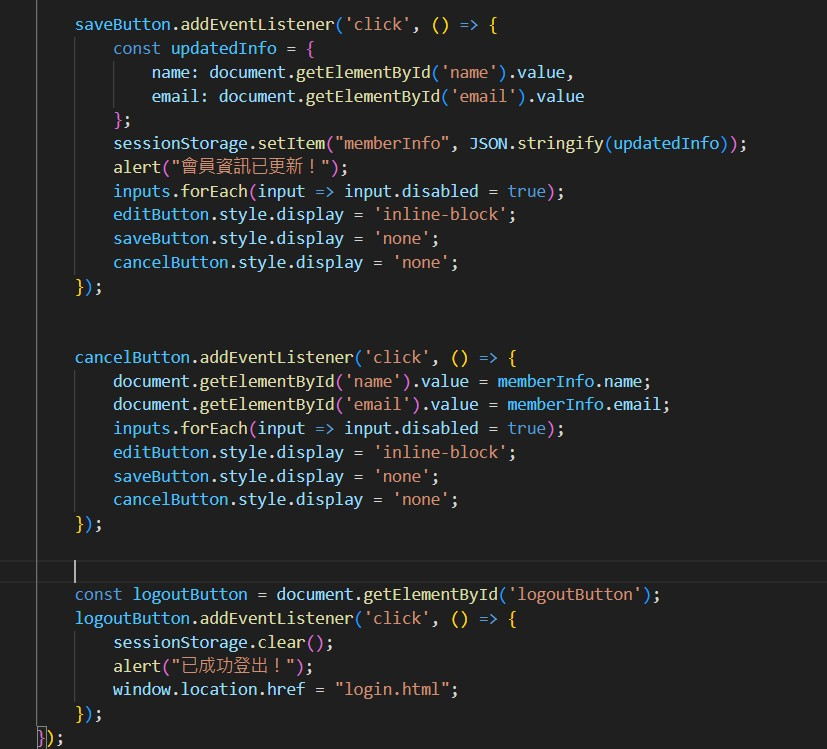 saveButton.addEventListener('click', () => {
const updatedInfo = {
name: document.getElementById('name').value,
email: document.getElementById('email').value
};
sessionStorage.setItem("memberInfo", JSON.stringify(updatedInfo));
alert("會員資訊已更新！");
inputs.forEach(input => input.disabled = true);
editButton.style.display = 'inline-block';
saveButton.style.display = 'none';
cancelButton.style.display = 'none';
});
cancelButton.addEventListener('click', () => {
document.getElementById('name').value = memberInfo.name;
document.getElementById('email').value = memberInfo.email;
inputs.forEach(input => input.disabled = true);
editButton.style.display = 'inline-block';
saveButton.style.display = 'none';
cancelButton.style.display = 'none';
});
const logoutButton = document.getElementById('logoutButton');
logoutButton.addEventListener('click', () => {
sessionStorage.clear();
alert("已成功登出！");
window.location.href = "login.html";
});
});